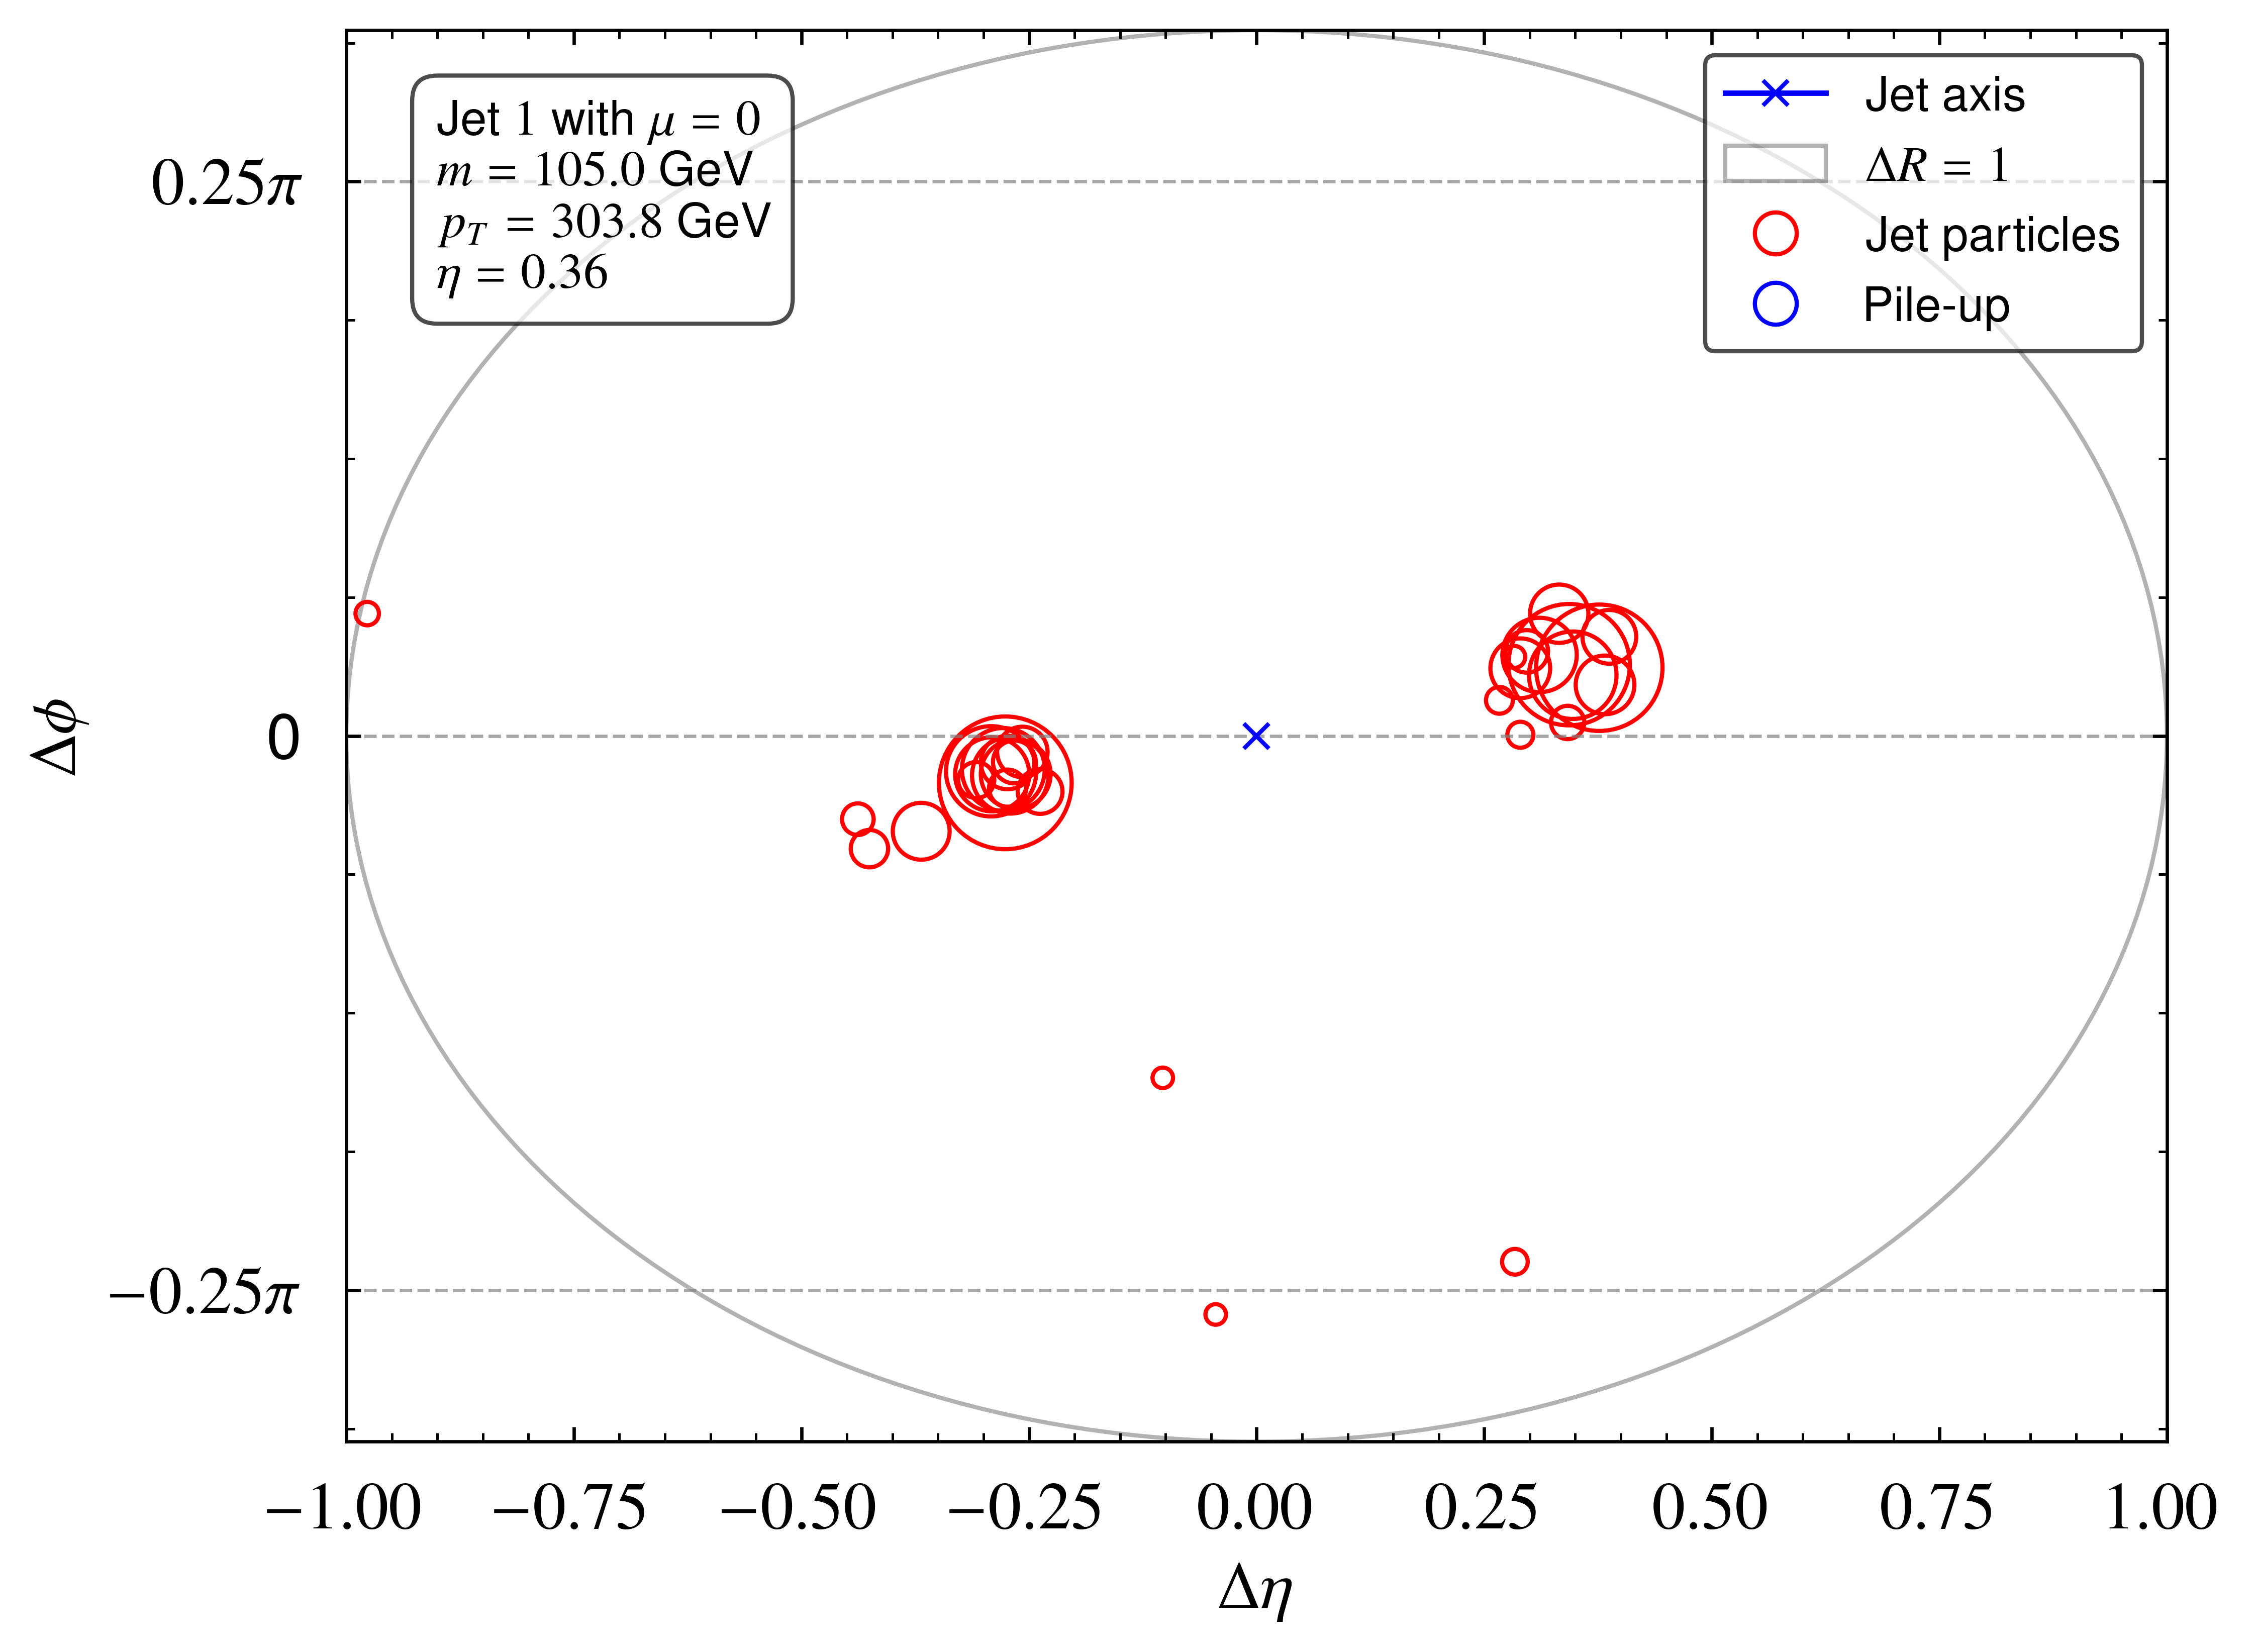 Jet 1 with μ = 0
m = 105.0 GeV
p_T = 303.8 GeV
η = 0.36
Jet axis
ΔR = 1
Jet particles
Pile-up
0.25π
0
−0.25π
Δϕ
−1.00 −0.75 −0.50 −0.25 0.00 0.25 0.50 0.75 1.00
Δη